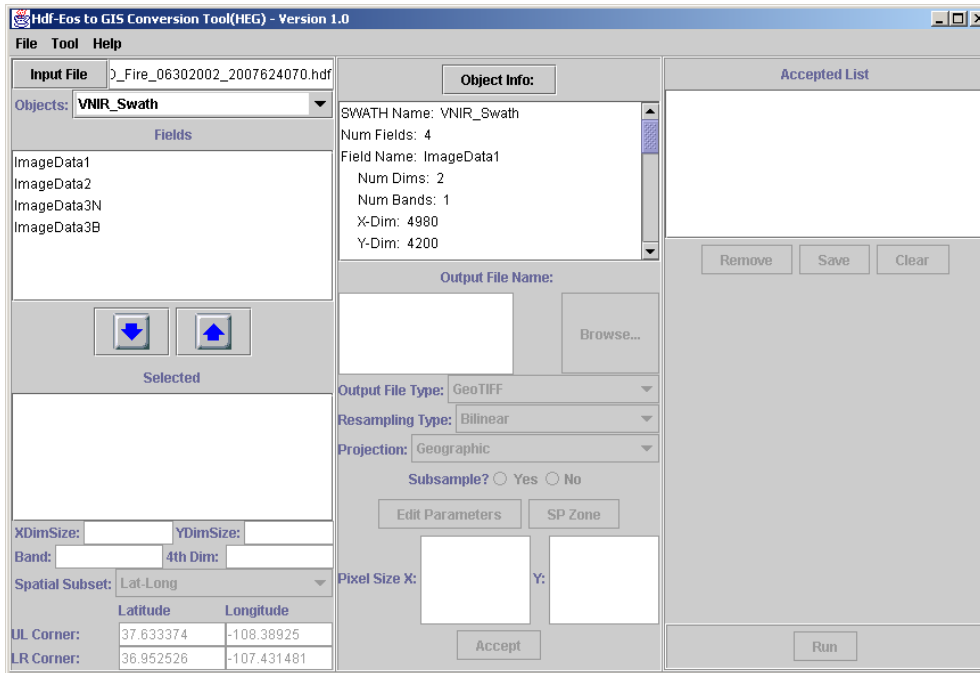 Hdf-Eos to GIS Conversion Tool(HEG) - Version 1.0
File Tool Help
Input File
_Fire_06302002_2007624070.hdf
Objects: VNIR_Swath
Fields
ImageData1
ImageData2
ImageData3N
ImageData3B
Selected
XDimSize: YDimSize:
Band: 4th Dim:
Spatial Subset: Lat-Long
Latitude Longitude
UL Corner: 37.633374 -108.38925
LR Corner: 36.952526 -107.431481
Object Info:
SWATH Name: VNIR_Swath
Num Fields: 4
Field Name: ImageData1
Num Dims: 2
Num Bands: 1
X-Dim: 4980
Y-Dim: 4200
Output File Name:
Browse...
Output File Type: GeoTIFF
Resampling Type: Bilinear
Projection: Geographic
Subsample? Yes No
Edit Parameters SP Zone
Pixel Size X: Y:
Accept
Accepted List
Remove Save Clear
Run